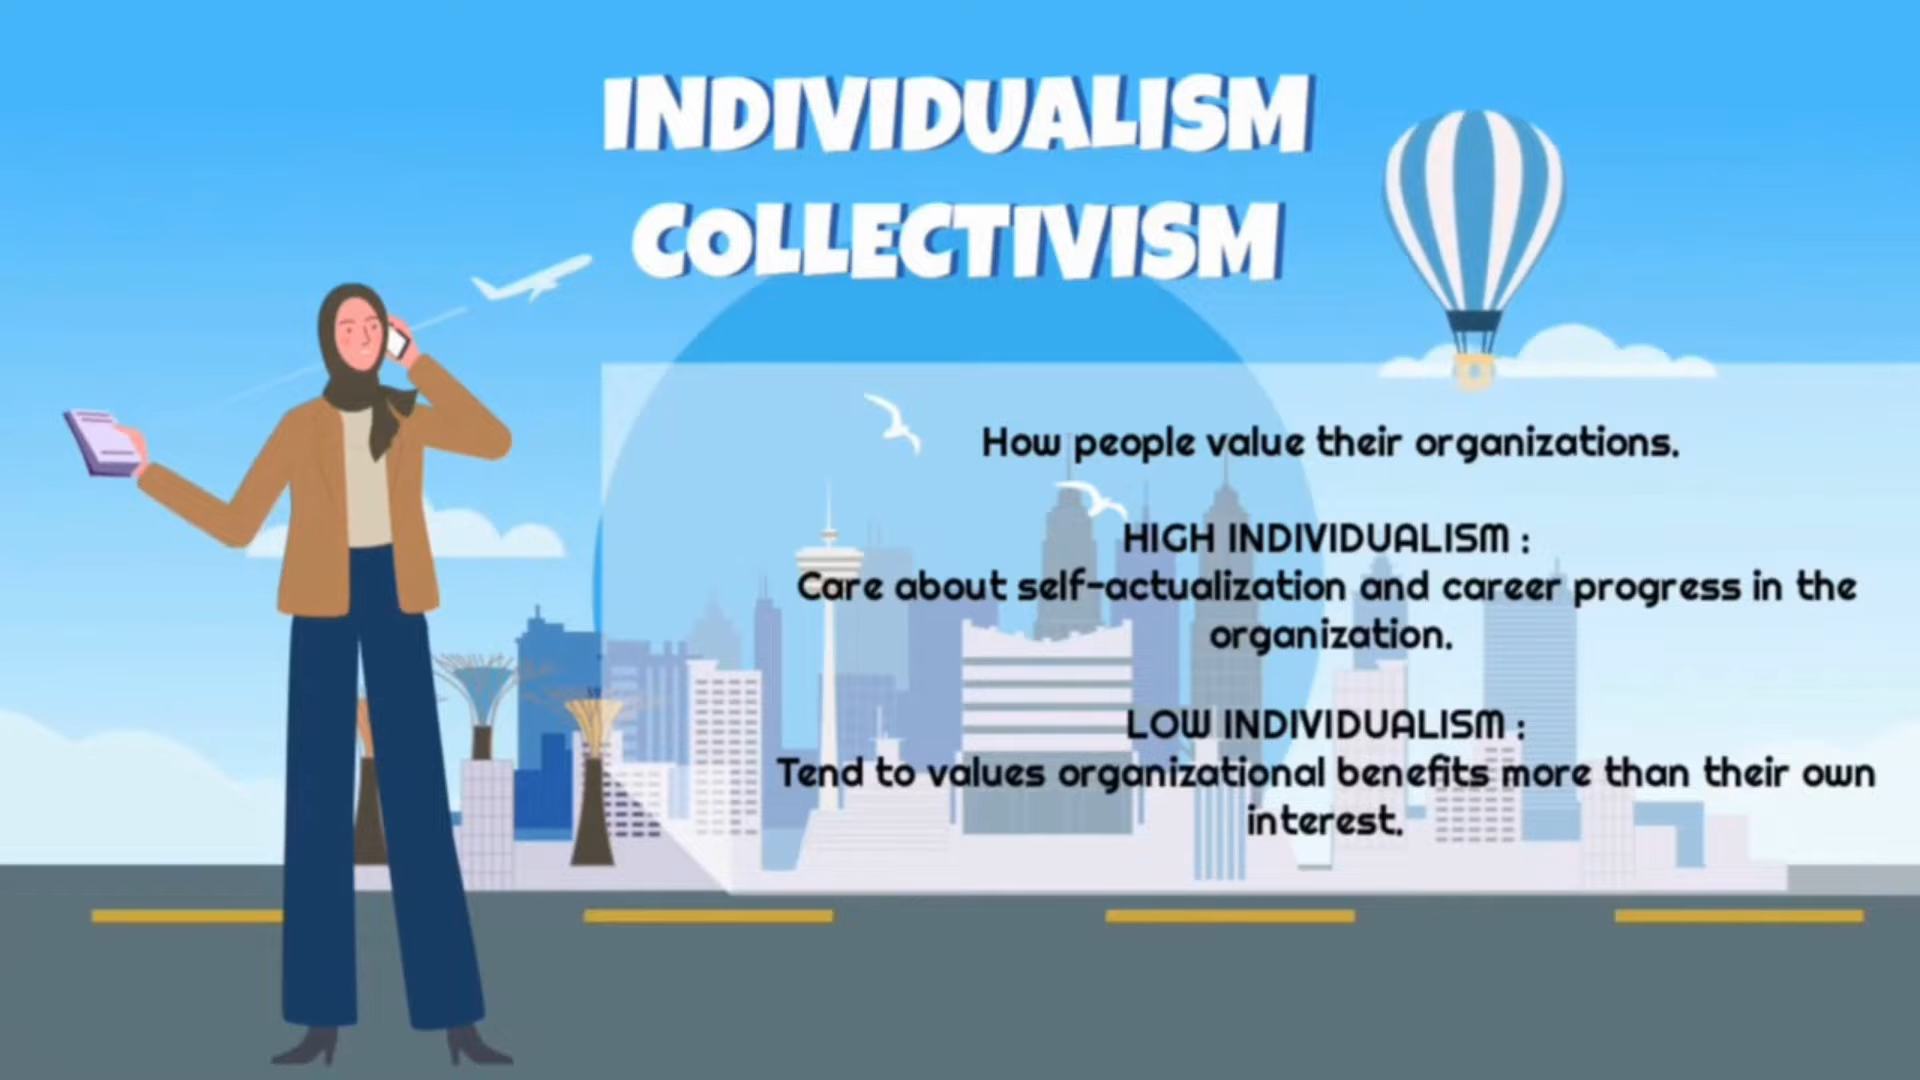 INDIVIDUALISM
COLLECTIVISM
How people value their organizations.
HIGH INDIVIDUALISM :
Care about self-actualization and career progress in the
organization.
LOW INDIVIDUALISM :
Tend to values organizational benefits more than their own
interest.